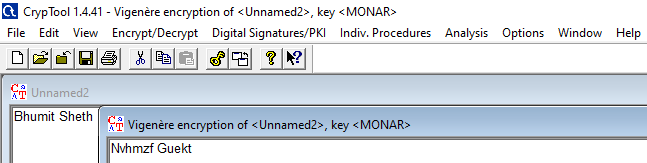 CrypTool 1.4.41 - Vigenère encryption of <Unnamed2>, key <MONAR>
File Edit View Encrypt/Decrypt Digital Signatures/PKI Indiv. Procedures Analysis Options Window Help
Unnamed2
Bhumit Sheth
Vigenère encryption of <Unnamed2>, key <MONAR>
Nvhmzf Guekt